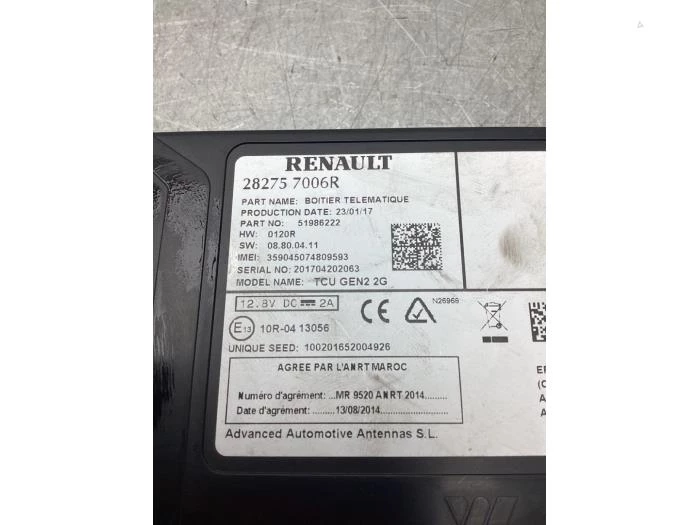 RENAULT
28275 7006R
PART NAME: BOITIER TELEMATIQUE
PRODUCTION DATE: 23/01/17
PART NO: 51986222
HW: 0120R
SW: 08.80.04.11
IMEI: 359045074809593
SERIAL NO: 201704202063
MODEL NAME: TCU GEN2 2G
12.8V DC 2A
CE N26968
E13 10R-04 13056
UNIQUE SEED: 100201652004926
AGREE PAR L'ANRT MAROC
Numéro d'agrément: ...MR 9520 ANRT 2014........
Date d'agrément: .........13/08/2014....................
Advanced Automotive Antennas S.L.